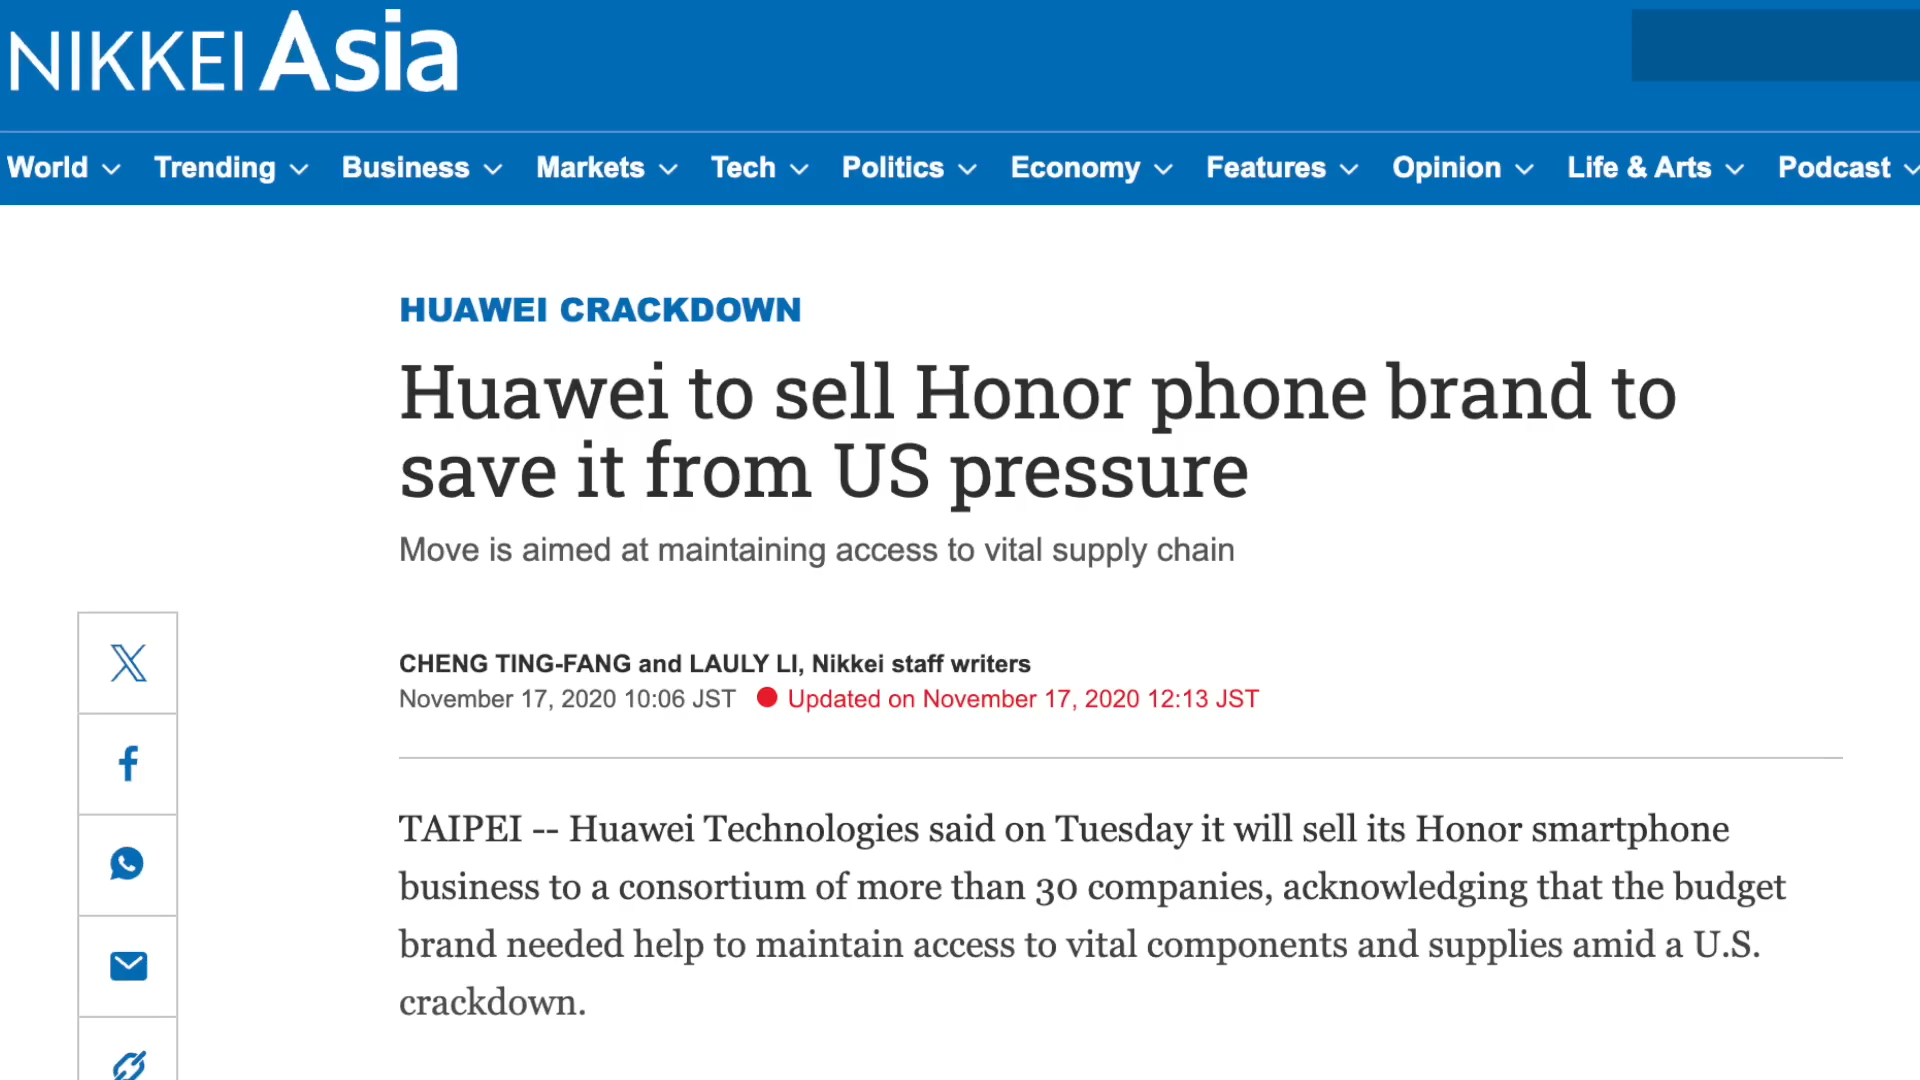 NIKKEI Asia
World Trending Business Markets Tech Politics Economy Features Opinion Life & Arts Podcast
HUAWEI CRACKDOWN
Huawei to sell Honor phone brand to
save it from US pressure
Move is aimed at maintaining access to vital supply chain
CHENG TING-FANG and LAULY LI, Nikkei staff writers
November 17, 2020 10:06 JST Updated on November 17, 2020 12:13 JST
TAIPEI -- Huawei Technologies said on Tuesday it will sell its Honor smartphone
business to a consortium of more than 30 companies, acknowledging that the budget
brand needed help to maintain access to vital components and supplies amid a U.S.
crackdown.